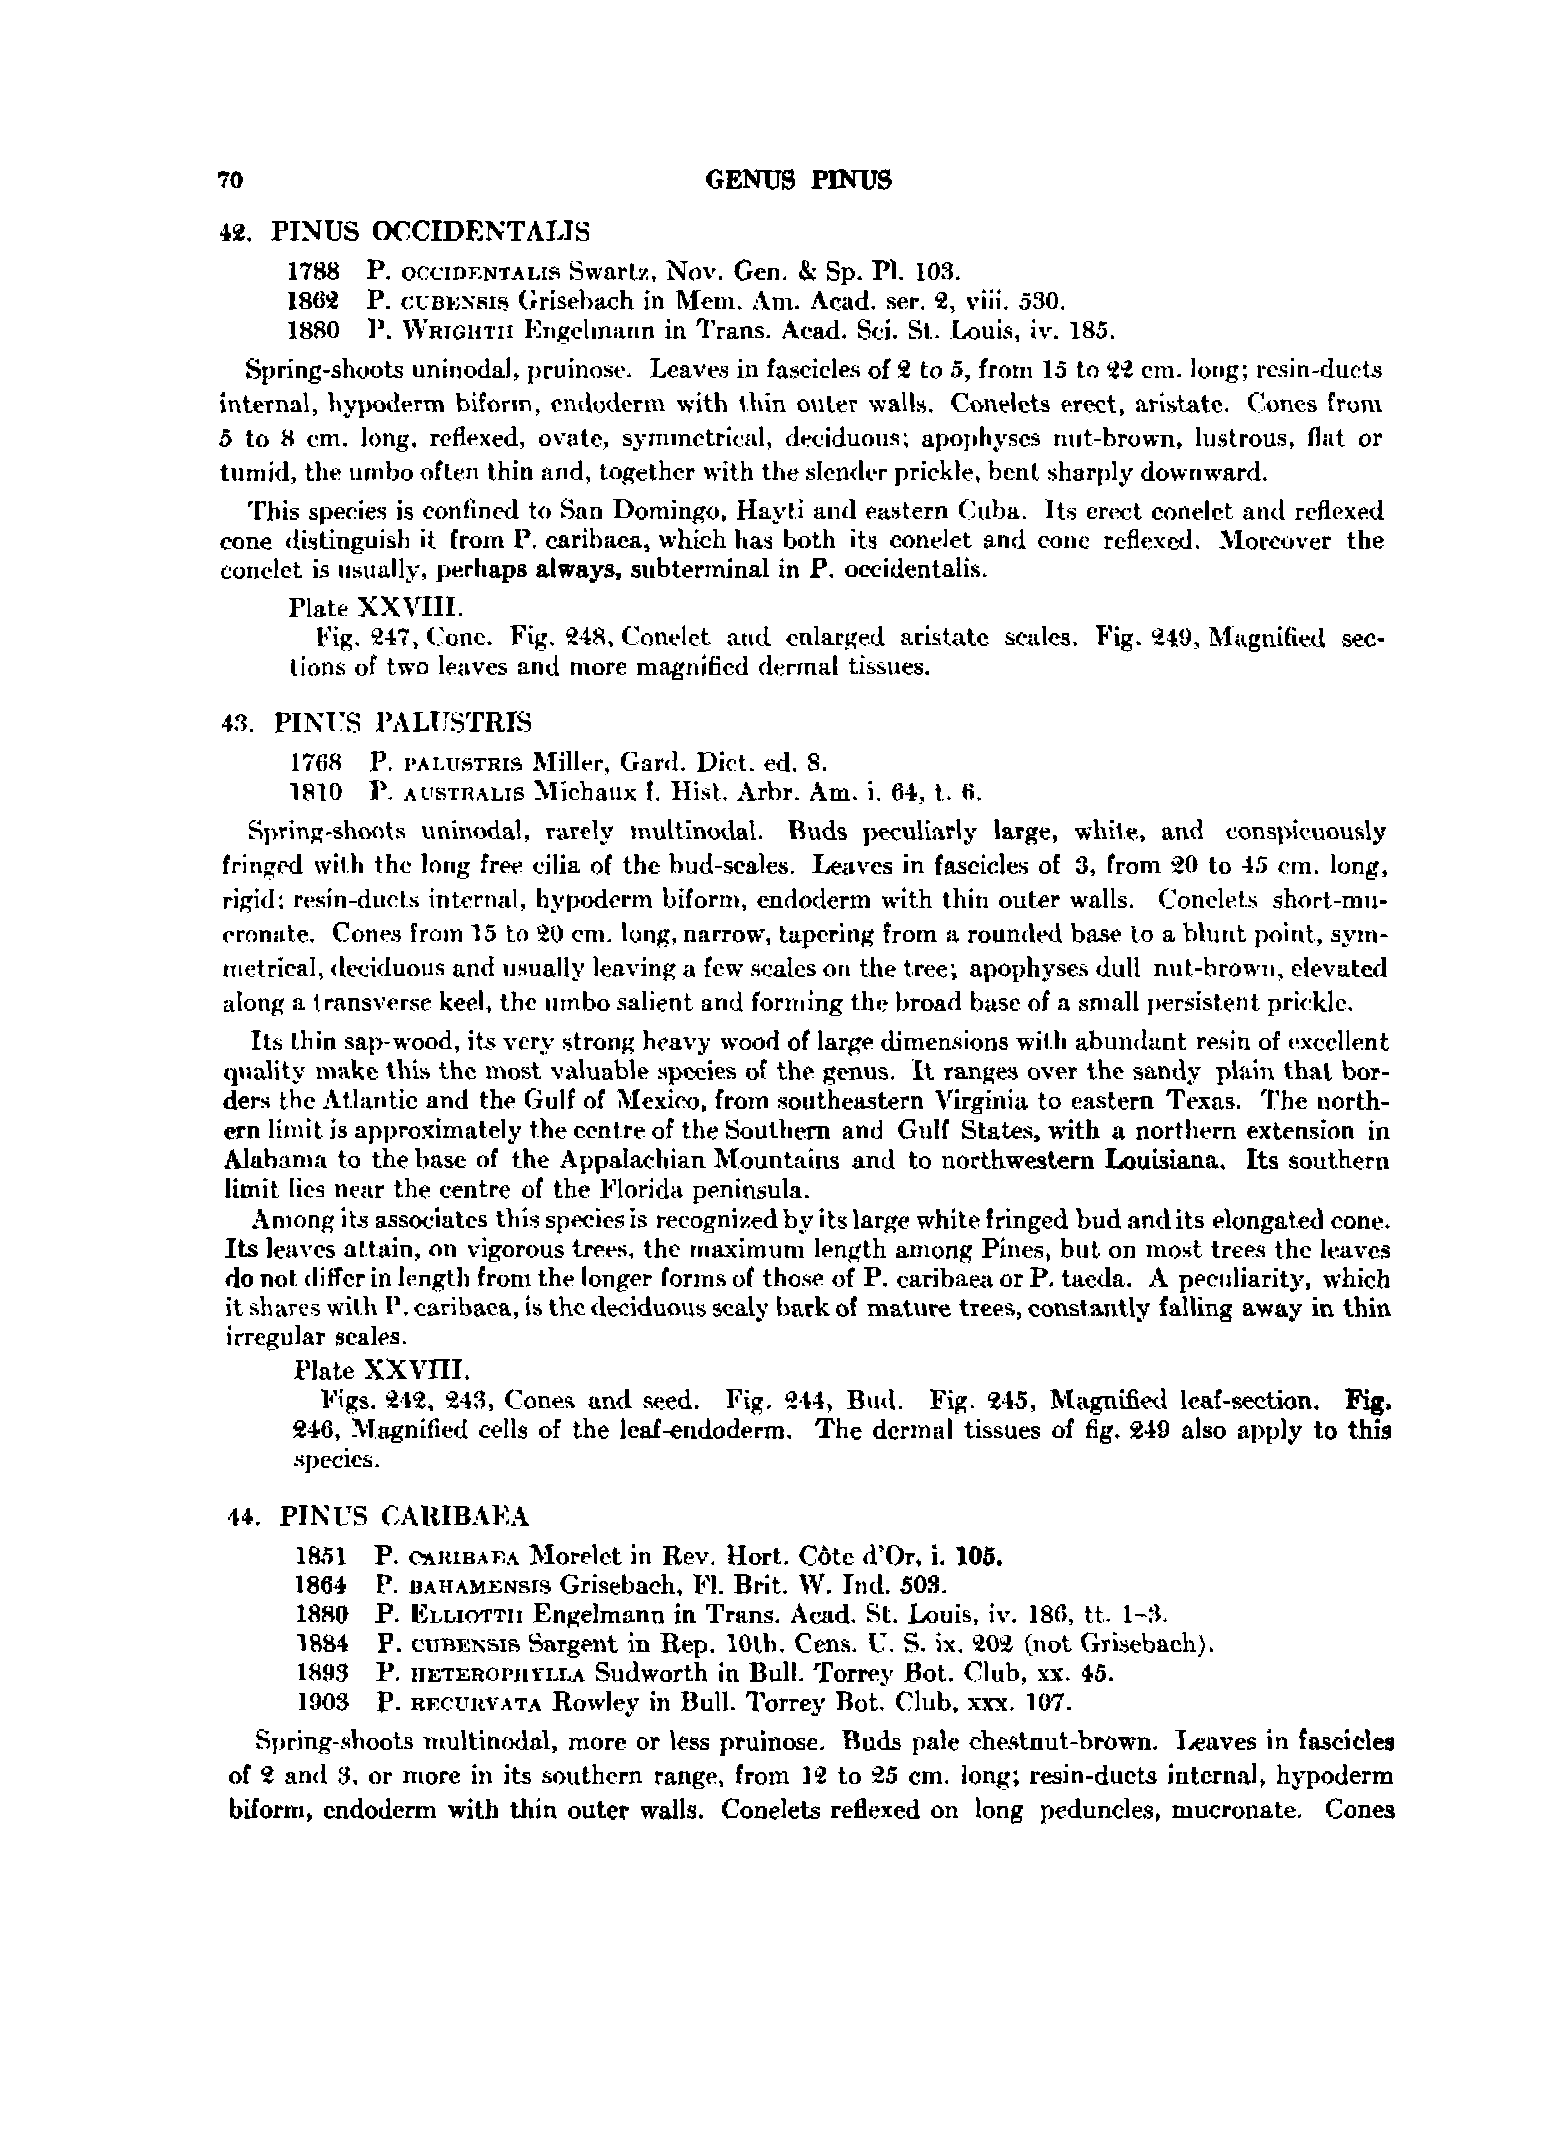 70 GENUS PINUS
42. PINUS OCCIDENTALIS
1788 P. OCCIDENTALIS Swartz, Nov. Gen. & Sp. Pl. 103.
1862 P. CUBENSIS Grisebach in Mem. Am. Acad. ser. 2, viii. 530.
1880 P. WRIGHTII Engelmann in Trans. Acad. Sci. St. Louis, iv. 185.
Spring-shoots uninodal, pruinose. Leaves in fascicles of 2 to 5, from 15 to 22 cm. long; resin-ducts
internal, hypoderm biform, endoderm with thin outer walls. Conelets erect, aristate. Cones from
5 to 8 cm. long, reflexed, ovate, symmetrical, deciduous; apophyses nut-brown, lustrous, flat or
tumid, the umbo often thin and, together with the slender prickle, bent sharply downward.
This species is confined to San Domingo, Hayti and eastern Cuba. Its erect conelet and reflexed
cone distinguish it from P. caribaea, which has both its conelet and cone reflexed. Moreover the
conelet is usually, perhaps always, subterminal in P. occidentalis.
Plate XXVIII.
Fig. 247, Cone. Fig. 248, Conelet and enlarged aristate scales. Fig. 249, Magnified sec-
tions of two leaves and more magnified dermal tissues.
43. PINUS PALUSTRIS
1768 P. PALUSTRIS Miller, Gard. Dict. ed. 8.
1810 P. AUSTRALIS Michaux f. Hist. Arbr. Am. i. 64, t. 6.
Spring-shoots uninodal, rarely multinodal. Buds peculiarly large, white, and conspicuously
fringed with the long free cilia of the bud-scales. Leaves in fascicles of 3, from 20 to 45 cm. long,
rigid; resin-ducts internal, hypoderm biform, endoderm with thin outer walls. Conelets short-mu-
cronate. Cones from 15 to 20 cm. long, narrow, tapering from a rounded base to a blunt point, sym-
metrical, deciduous and usually leaving a few scales on the tree; apophyses dull nut-brown, elevated
along a transverse keel, the umbo salient and forming the broad base of a small persistent prickle.
Its thin sap-wood, its very strong heavy wood of large dimensions with abundant resin of excellent
quality make this the most valuable species of the genus. It ranges over the sandy plain that bor-
ders the Atlantic and the Gulf of Mexico, from southeastern Virginia to eastern Texas. The north-
ern limit is approximately the centre of the Southern and Gulf States, with a northern extension in
Alabama to the base of the Appalachian Mountains and to northwestern Louisiana. Its southern
limit lies near the centre of the Florida peninsula.
Among its associates this species is recognized by its large white fringed bud and its elongated cone.
Its leaves attain, on vigorous trees, the maximum length among Pines, but on most trees the leaves
do not differ in length from the longer forms of those of P. caribaea or P. taeda. A peculiarity, which
it shares with P. caribaea, is the deciduous scaly bark of mature trees, constantly falling away in thin
irregular scales.
Plate XXVIII.
Figs. 242, 243, Cones and seed. Fig. 244, Bud. Fig. 245, Magnified leaf-section. Fig.
246, Magnified cells of the leaf-endoderm. The dermal tissues of fig. 249 also apply to this
species.
44. PINUS CARIBAEA
1851 P. CARIBAEA Morelet in Rev. Hort. Côte d'Or, i. 105.
1864 P. BAHAMENSIS Grisebach, Fl. Brit. W. Ind. 503.
1880 P. ELLIOTTII Engelmann in Trans. Acad. St. Louis, iv. 186, tt. 1-3.
1884 P. CUBENSIS Sargent in Rep. 10th. Cens. U. S. ix. 202 (not Grisebach).
1893 P. HETEROPHYLLA Sudworth in Bull. Torrey Bot. Club, xx. 45.
1903 P. RECURVATA Rowley in Bull. Torrey Bot. Club, xxx. 107.
Spring-shoots multinodal, more or less pruinose. Buds pale chestnut-brown. Leaves in fascicles
of 2 and 3, or more in its southern range, from 12 to 25 cm. long; resin-ducts internal, hypoderm
biform, endoderm with thin outer walls. Conelets reflexed on long peduncles, mucronate. Cones